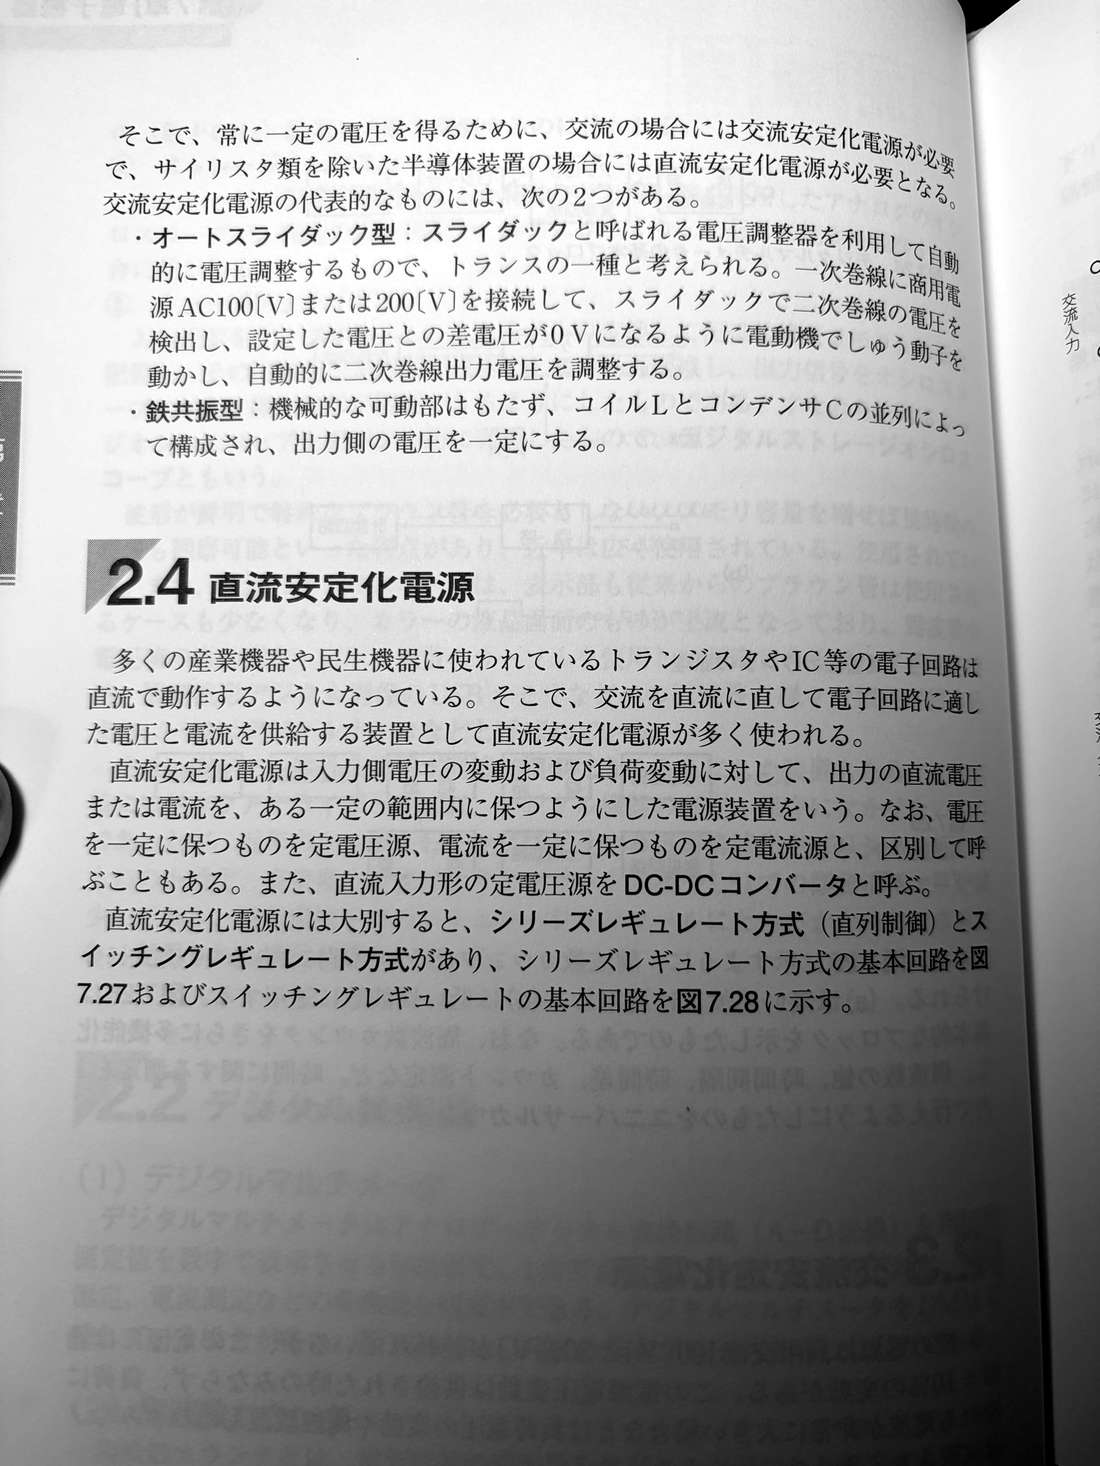 そこで、常に一定の電圧を得るために、交流の場合には交流安定化電源が必要
で、サイリスタ類を除いた半導体装置の場合には直流安定化電源が必要となる。
交流安定化電源の代表的なものには、次の2つがある。
・オートスライダック型：スライダックと呼ばれる電圧調整器を利用して自動
的に電圧調整するもので、トランスの一種と考えられる。一次巻線に商用電
源AC100〔V〕または200〔V〕を接続して、スライダックで二次巻線の電圧を
検出し、設定した電圧との差電圧が0Vになるように電動機でしゅう動子を
動かし、自動的に二次巻線出力電圧を調整する。
・鉄共振型：機械的な可動部はもたず、コイルLとコンデンサCの並列によっ
て構成され、出力側の電圧を一定にする。
2.4 直流安定化電源
多くの産業機器や民生機器に使われているトランジスタやIC等の電子回路は
直流で動作するようになっている。そこで、交流を直流に直して電子回路に適し
た電圧と電流を供給する装置として直流安定化電源が多く使われる。
直流安定化電源は入力側電圧の変動および負荷変動に対して、出力の直流電圧
または電流を、ある一定の範囲内に保つようにした電源装置をいう。なお、電圧
を一定に保つものを定電圧源、電流を一定に保つものを定電流源と、区別して呼
ぶこともある。また、直流入力形の定電圧源をDC-DCコンバータと呼ぶ。
直流安定化電源には大別すると、シリーズレギュレート方式（直列制御）とス
イッチングレギュレート方式があり、シリーズレギュレート方式の基本回路を図
7.27およびスイッチングレギュレートの基本回路を図7.28に示す。
交流入力